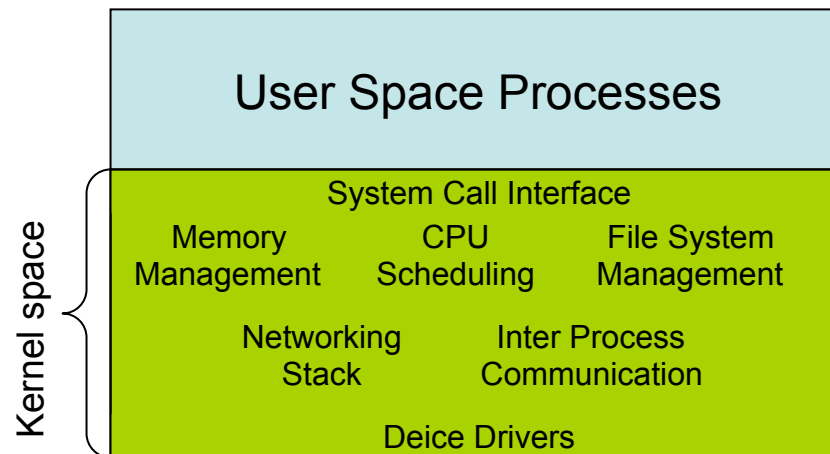 User Space Processes
Kernel space
System Call Interface
Memory
Management
CPU
Scheduling
File System
Management
Networking
Stack
Inter Process
Communication
Deice Drivers